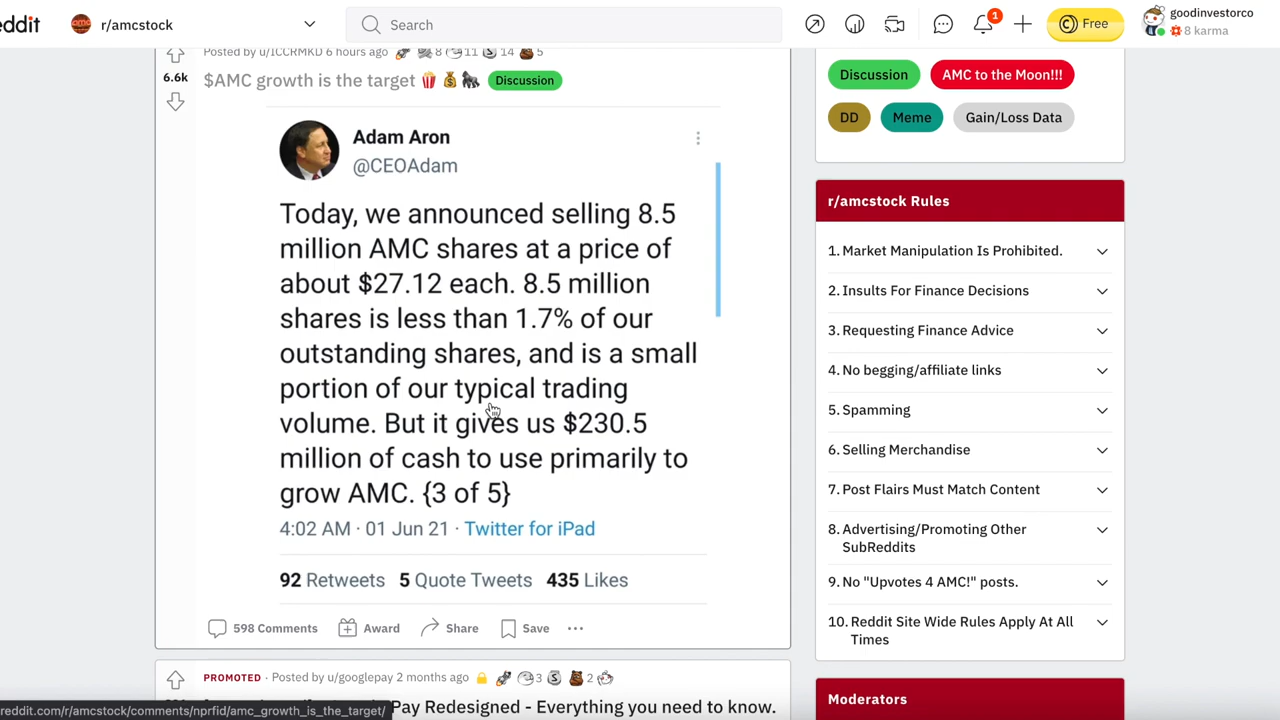 eddit
r/amcstock
Search
1
Free
goodinvestorco
8 karma
Posted by u/ICCRMKD 6 hours ago 8 11 14 5
6.6k
$AMC growth is the target
Discussion
Adam Aron
@CEOAdam
Today, we announced selling 8.5
million AMC shares at a price of
about $27.12 each. 8.5 million
shares is less than 1.7% of our
outstanding shares, and is a small
portion of our typical trading
volume. But it gives us $230.5
million of cash to use primarily to
grow AMC. {3 of 5}
4:02 AM · 01 Jun 21 · Twitter for iPad
92 Retweets 5 Quote Tweets 435 Likes
598 Comments Award Share Save
PROMOTED · Posted by u/googlepay 2 months ago 3 2
Pay Redesigned - Everything you need to know.
reddit.com/r/amcstock/comments/nprfid/amc_growth_is_the_target/
Discussion AMC to the Moon!!!
DD Meme Gain/Loss Data
r/amcstock Rules
1. Market Manipulation Is Prohibited.
2. Insults For Finance Decisions
3. Requesting Finance Advice
4. No begging/affiliate links
5. Spamming
6. Selling Merchandise
7. Post Flairs Must Match Content
8. Advertising/Promoting Other
SubReddits
9. No "Upvotes 4 AMC!" posts.
10. Reddit Site Wide Rules Apply At All
Times
Moderators